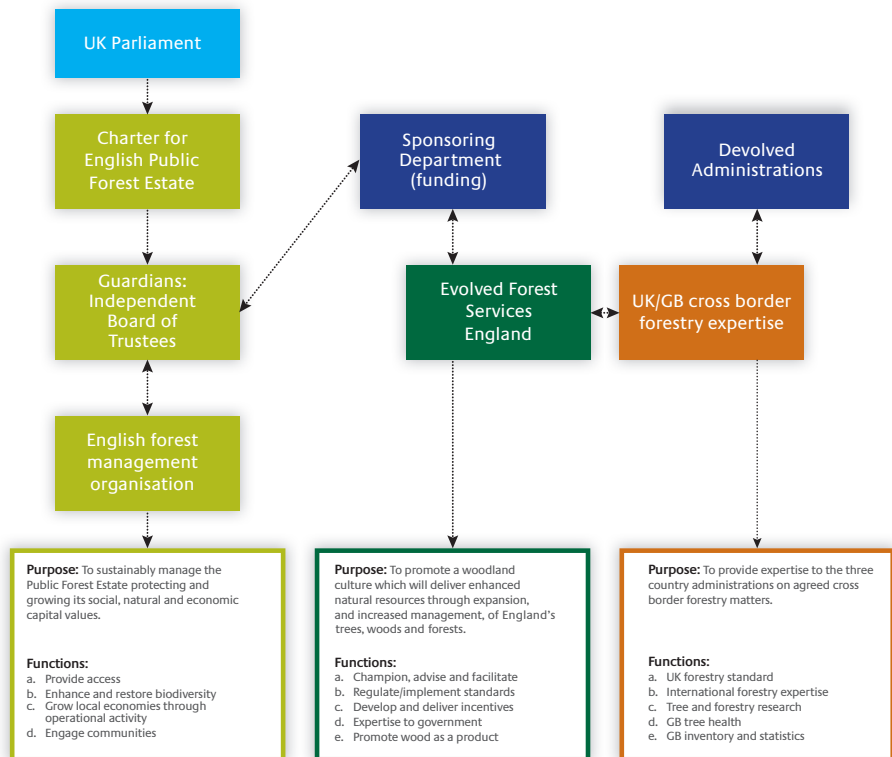 UK Parliament
Charter for
English Public
Forest Estate
Sponsoring
Department
(funding)
Devolved
Administrations
Guardians:
Independent
Board of
Trustees
Evolved Forest
Services
England
UK/GB cross border
forestry expertise
English forest
management
organisation
Purpose: To sustainably manage the
Public Forest Estate protecting and
growing its social, natural and economic
capital values.
Functions:
a. Provide access
b. Enhance and restore biodiversity
c. Grow local economies through
operational activity
d. Engage communities
Purpose: To promote a woodland
culture which will deliver enhanced
natural resources through expansion,
and increased management, of England's
trees, woods and forests.
Functions:
a. Champion, advise and facilitate
b. Regulate/implement standards
c. Develop and deliver incentives
d. Expertise to government
e. Promote wood as a product
Purpose: To provide expertise to the three
country administrations on agreed cross
border forestry matters.
Functions:
a. UK forestry standard
b. International forestry expertise
c. Tree and forestry research
d. GB tree health
e. GB inventory and statistics